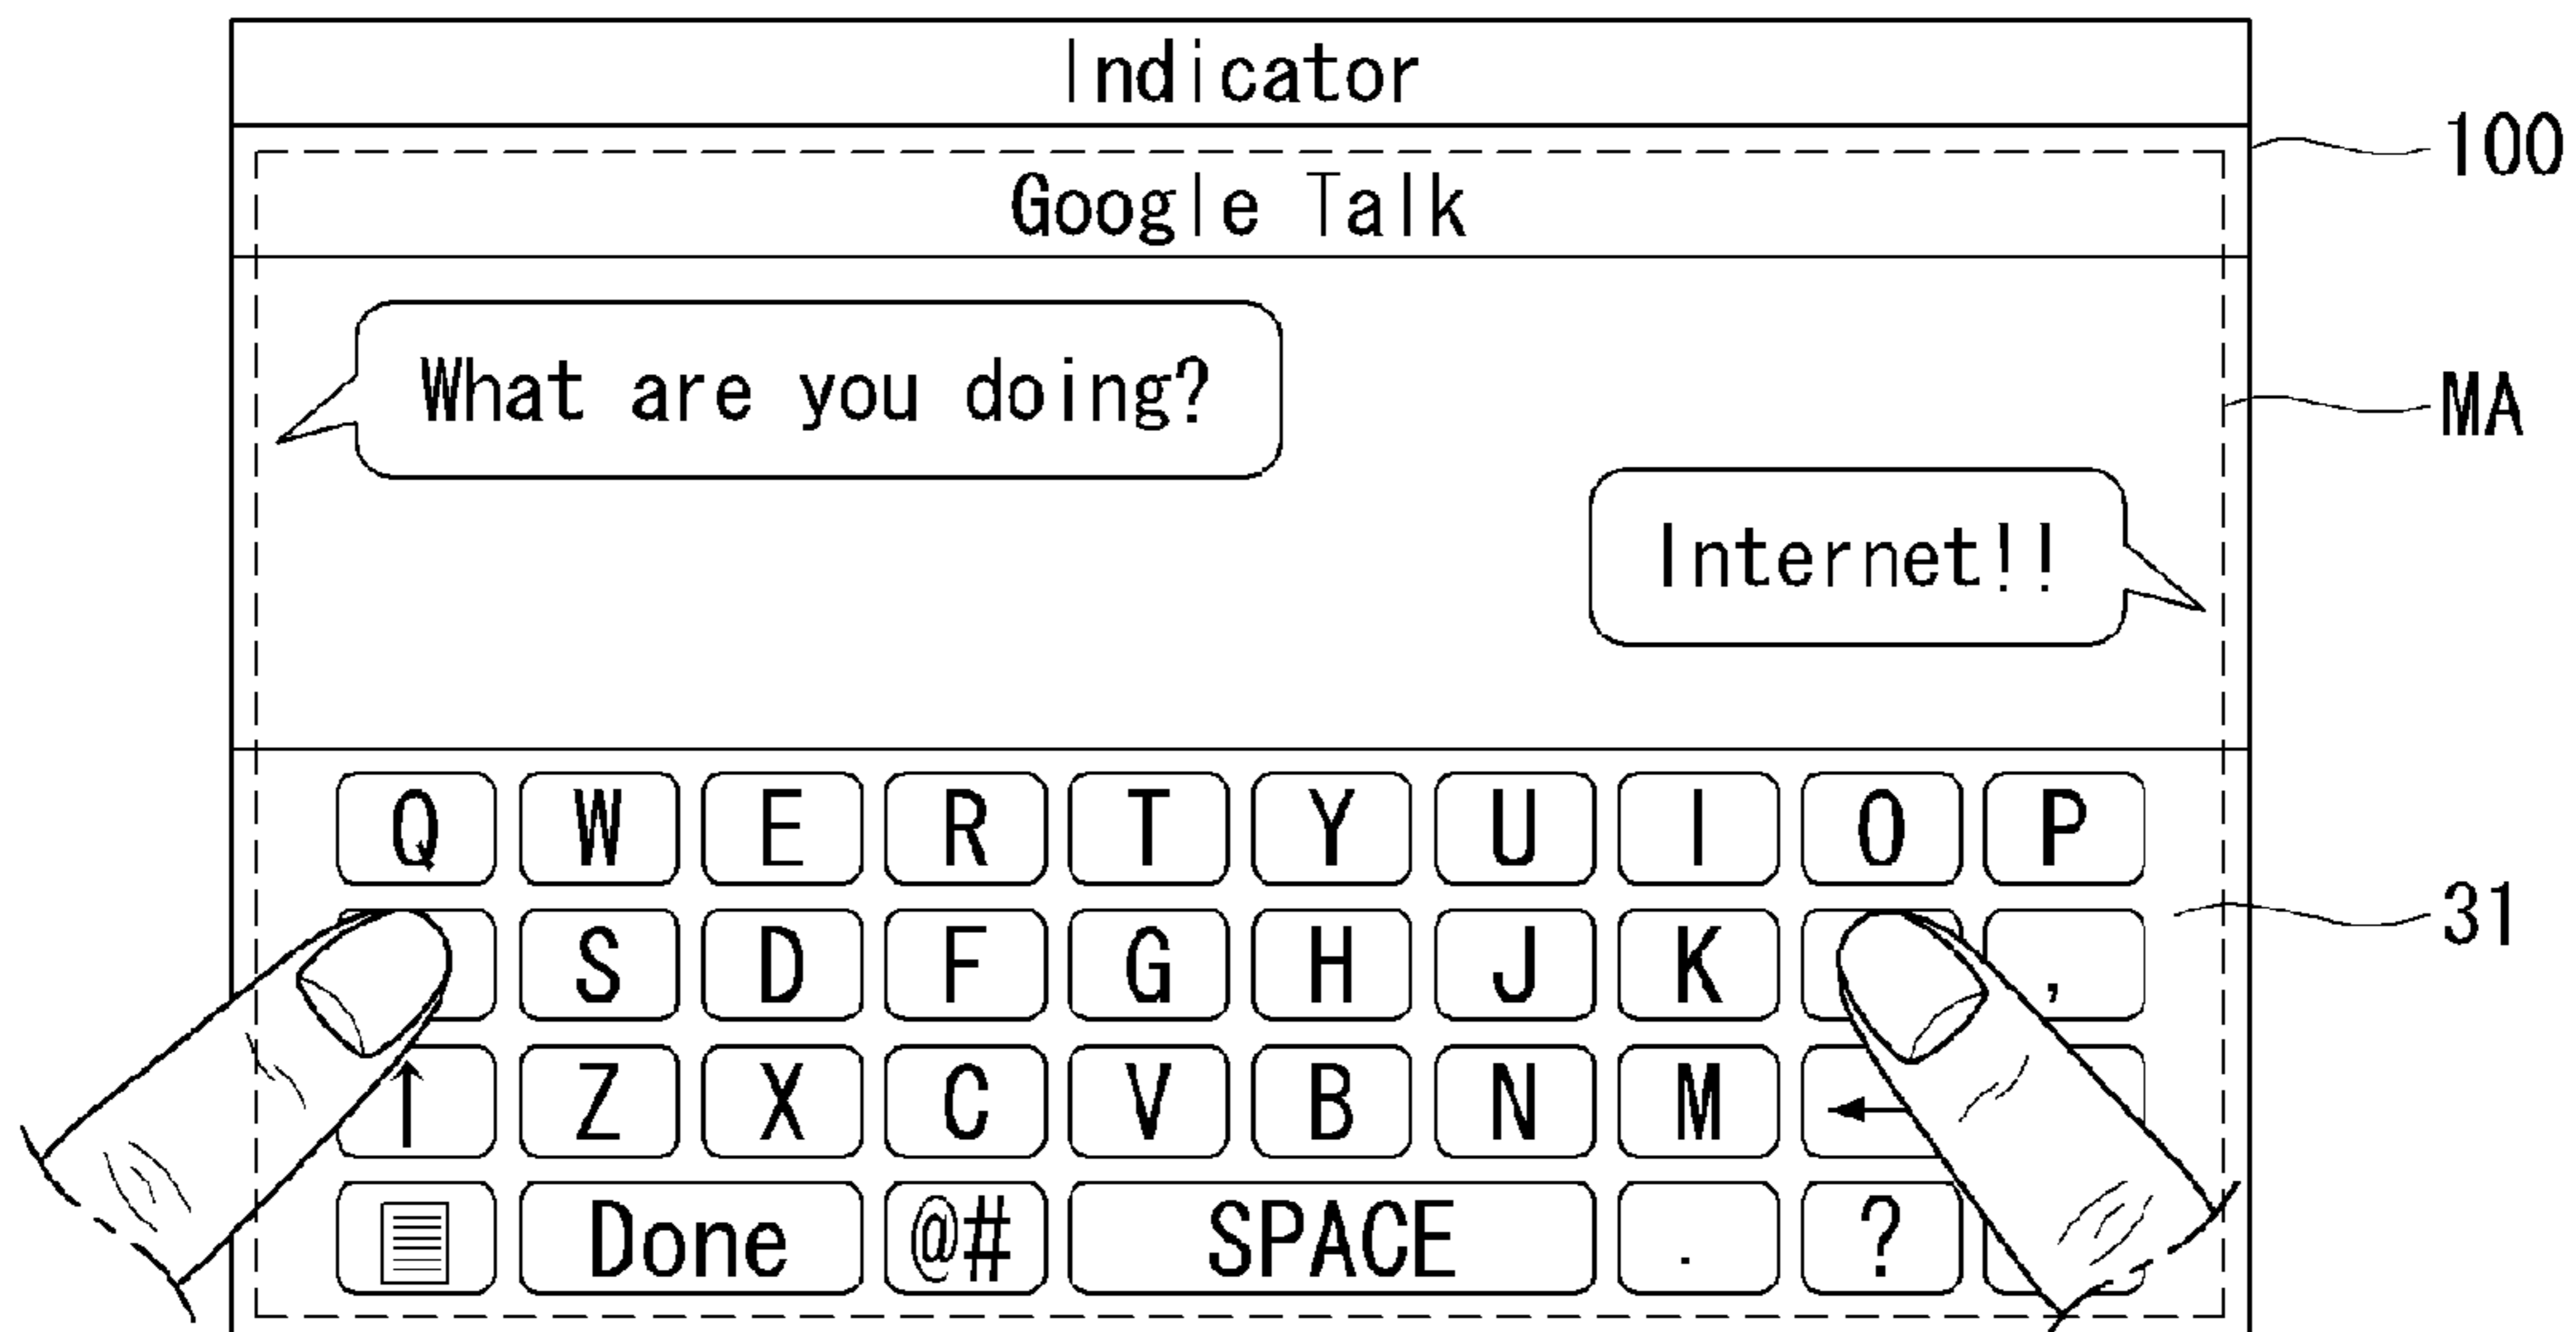 Indicator
100
Google Talk
What are you doing?
MA
Internet!!
Q W E R T Y U I O P
31
S D F G H J K ,
↑ Z X C V B N M ←
Done @# SPACE . ?